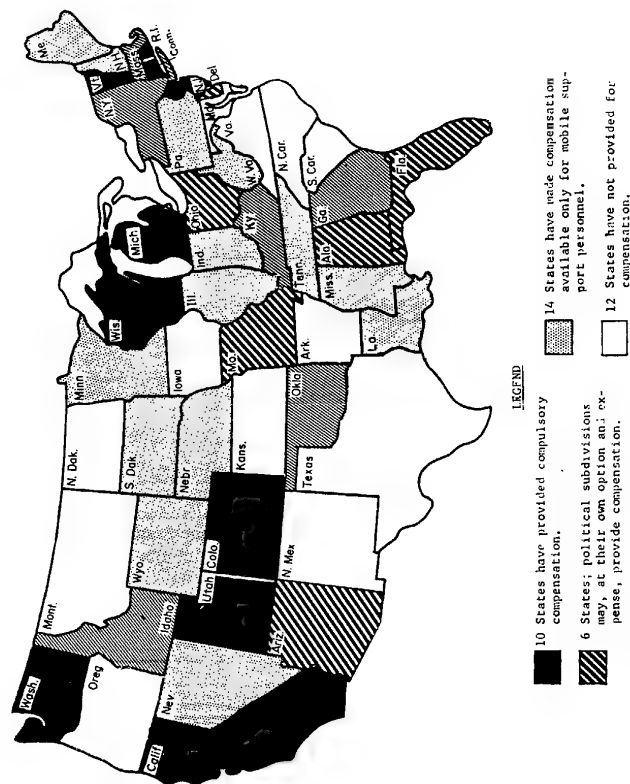 Wash.
Mont.
N. Dak.
Minn
Me.
Vt
N.H.
Oreg
Idaho
S. Dak.
Wis.
Mich.
N.Y
Mass.
R.I.
Conn.
Wyo.
Iowa
Pa.
N.J.
Nev
Nebr
Ill.
Ind.
Ohio
Md.
Del
Calif
Utah
Colo.
Kans.
Mo.
Ky.
W. Va.
Va.
Ariz.
N. Mex
Okla
Ark.
Tenn.
N. Car.
S. Car.
Texas
La.
Miss.
Ala.
Ga.
Fla.
LEGEND
10 States have provided compulsory
compensation.
6 States; political subdivisions
may, at their own option and ex-
pense, provide compensation.
14 States have made compensation
available only for mobile sup-
port personnel.
12 States have not provided for
compensation.